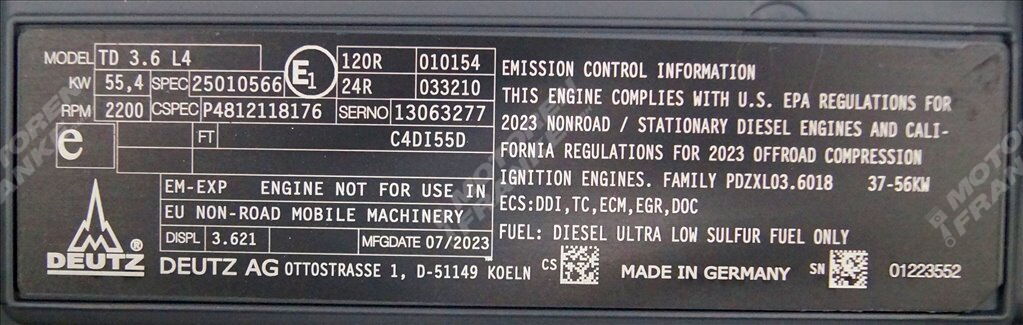 MODEL TD 3.6 L4
KW 55,4 SPEC 25010566
RPM 2200 CSPEC P4812118176
E1 120R 010154
24R 033210
SERNO 13063277
e FT C4DI55D
EM-EXP ENGINE NOT FOR USE IN
EU NON-ROAD MOBILE MACHINERY
DISPL 3.621 MFGDATE 07/2023
DEUTZ ®
DEUTZ AG OTTOSTRASSE 1, D-51149 KOELN
EMISSION CONTROL INFORMATION
THIS ENGINE COMPLIES WITH U.S. EPA REGULATIONS FOR
2023 NONROAD / STATIONARY DIESEL ENGINES AND CALI-
FORNIA REGULATIONS FOR 2023 OFFROAD COMPRESSION
IGNITION ENGINES. FAMILY PDZXL03.6018 37-56KW
ECS:DDI,TC,ECM,EGR,DOC
FUEL: DIESEL ULTRA LOW SULFUR FUEL ONLY
CS MADE IN GERMANY SN 01223552
MOTOREN
FRANKEN